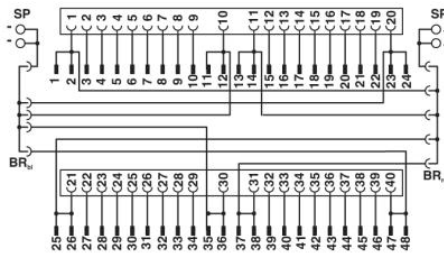 SP SP
- -
- -
1 2 3 4 5 6 7 8 9 10 11 12 13 14 15 16 17 18 19 20
1 2 3 4 5 6 7 8 9 10 11 12 13 14 15 16 17 18 19 20 21 22 23 24
BR bl BR
21 22 23 24 25 26 27 28 29 30 31 32 33 34 35 36 37 38 39 40
25 26 27 28 29 30 31 32 33 34 35 36 37 38 39 40 41 42 43 44 45 46 47 48